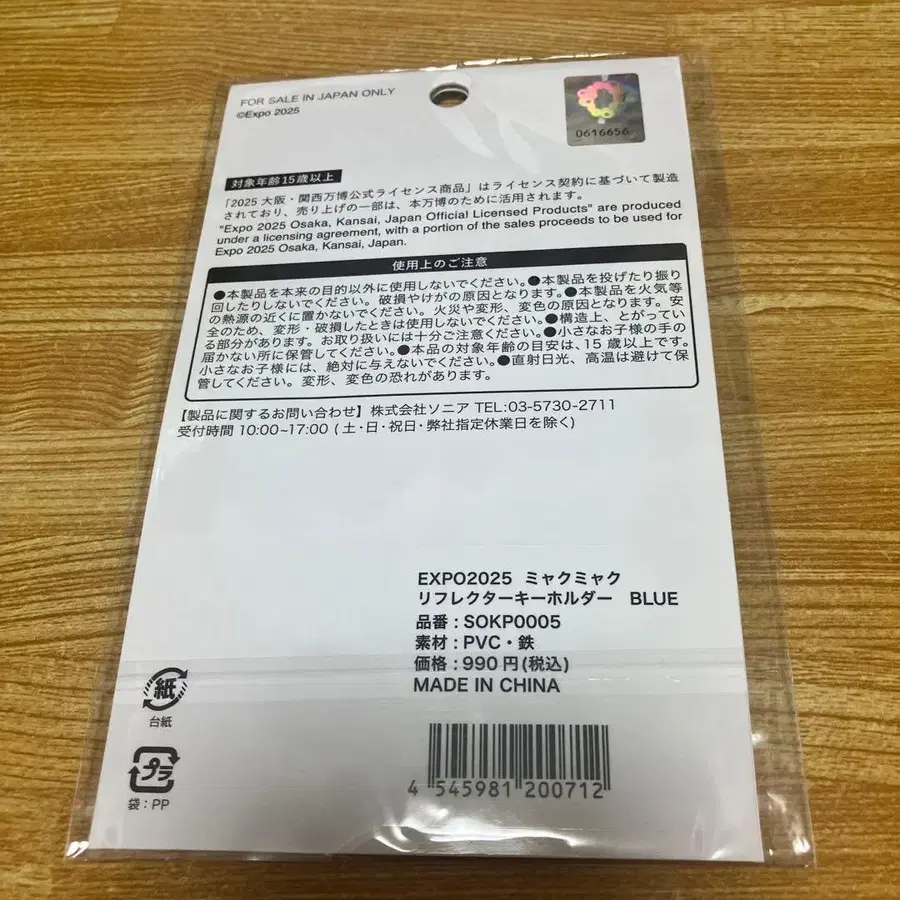 FOR SALE IN JAPAN ONLY
©Expo 2025
0616656
対象年齢15歳以上
「2025 大阪・関西万博公式ライセンス商品」はライセンス契約に基づいて製造
されており、売り上げの一部は、本万博のために活用されます。
"Expo 2025 Osaka, Kansai, Japan Official Licensed Products" are produced
under a licensing agreement, with a portion of the sales proceeds to be used for
Expo 2025 Osaka, Kansai, Japan.
使用上のご注意
●本製品を本来の目的以外に使用しないでください。●本製品を投げたり振り
回したりしないでください。破損やけがの原因となります。●本製品を火気等
の熱源の近くに置かないでください。火災や変形、変色の原因となります。安
全のため、変形・破損したときは使用しないでください。●構造上、とがってい
る部分があります。お取り扱いには十分ご注意ください。●小さなお子様の手の
届かない所に保管してください。●本品の対象年齢の目安は、15 歳以上です。
小さなお子様には、絶対に与えないでください。●直射日光、高温は避けて保
管してください。変形、変色の恐れがあります。
【製品に関するお問い合わせ】株式会社ソニア TEL:03-5730-2711
受付時間 10:00-17:00 ( 土・日・祝日・弊社指定休業日を除く)
EXPO2025 ミャクミャク
リフレクターキーホルダー BLUE
品番 : SOKP0005
素材 : PVC・鉄
価格 : 990円(税込)
MADE IN CHINA
紙
台紙
プラ
袋 : PP
4 545981 200712